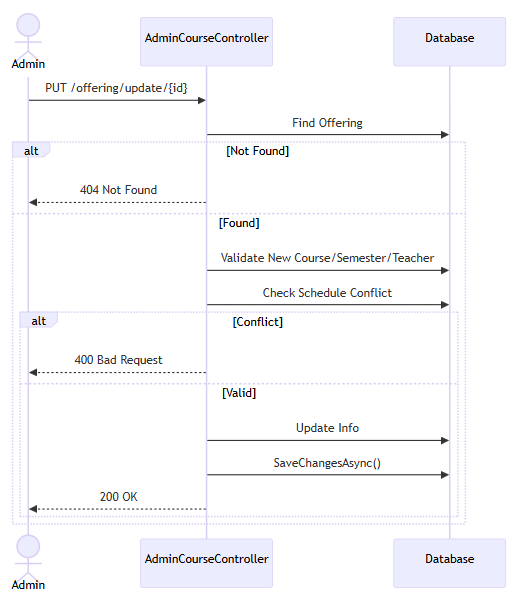 AdminCourseController
Database
Admin
PUT /offering/update/{id}
Find Offering
alt
[Not Found]
404 Not Found
[Found]
Validate New Course/Semester/Teacher
Check Schedule Conflict
alt
[Conflict]
400 Bad Request
[Valid]
Update Info
SaveChangesAsync()
200 OK
AdminCourseController
Database
Admin